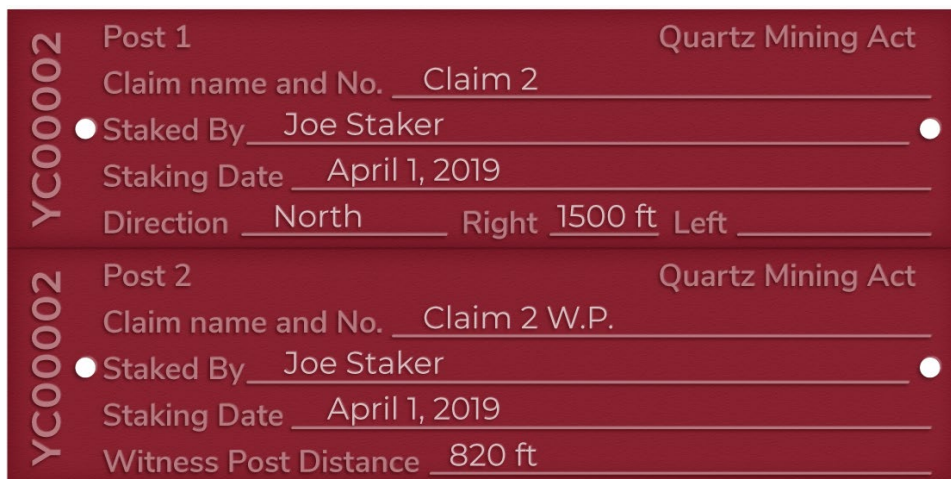 YC00002
Post 1 Quartz Mining Act
Claim name and No. Claim 2
Staked By Joe Staker
Staking Date April 1, 2019
Direction North Right 1500 ft Left
YC00002
Post 2 Quartz Mining Act
Claim name and No. Claim 2 W.P.
Staked By Joe Staker
Staking Date April 1, 2019
Witness Post Distance 820 ft